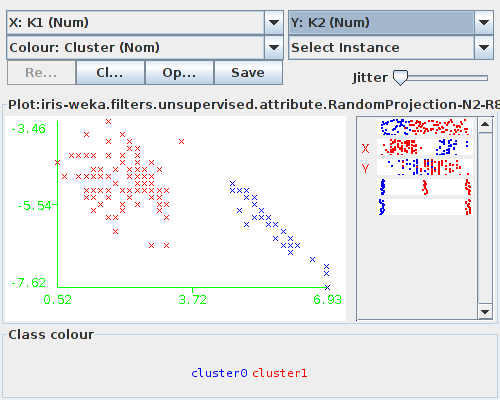 X: K1 (Num)
Y: K2 (Num)
Colour: Cluster (Nom)
Select Instance
Re...
Cl...
Op...
Save
Jitter
Plot:iris-weka.filters.unsupervised.attribute.RandomProjection-N2-R8
-3.46
-5.54
-7.62
0.52
3.72
6.93
X
Y
Class colour
cluster0 cluster1